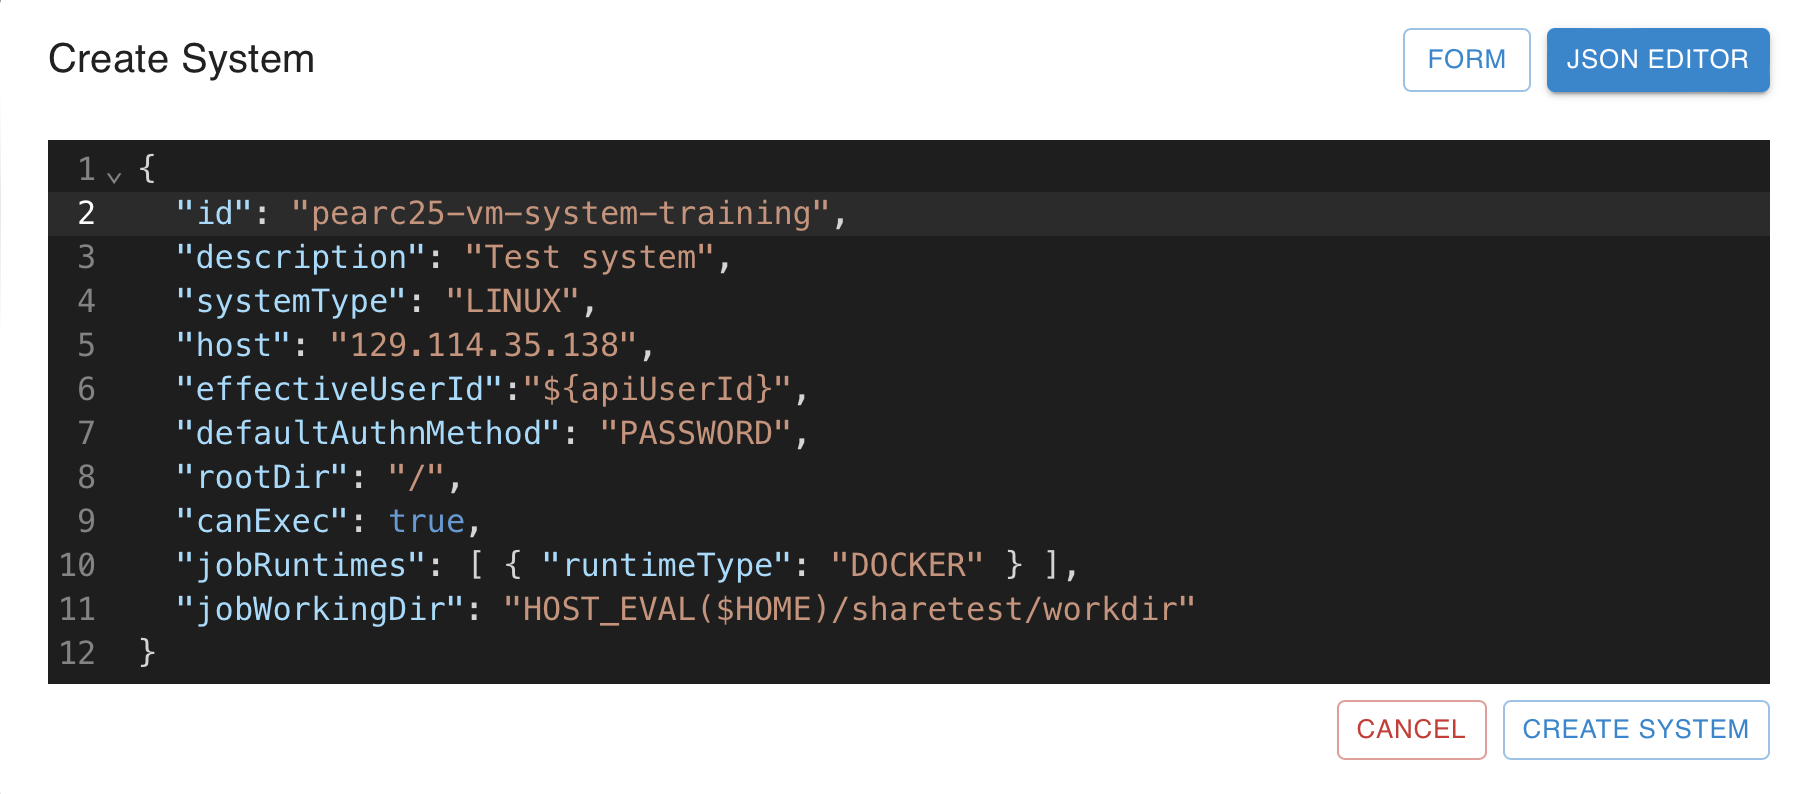 Create System
FORM
JSON EDITOR
1 {
2   "id": "pearc25-vm-system-training",
3   "description": "Test system",
4   "systemType": "LINUX",
5   "host": "129.114.35.138",
6   "effectiveUserId":"${apiUserId}",
7   "defaultAuthnMethod": "PASSWORD",
8   "rootDir": "/",
9   "canExec": true,
10   "jobRuntimes": [ { "runtimeType": "DOCKER" } ],
11   "jobWorkingDir": "HOST_EVAL($HOME)/sharetest/workdir"
12 }
CANCEL
CREATE SYSTEM